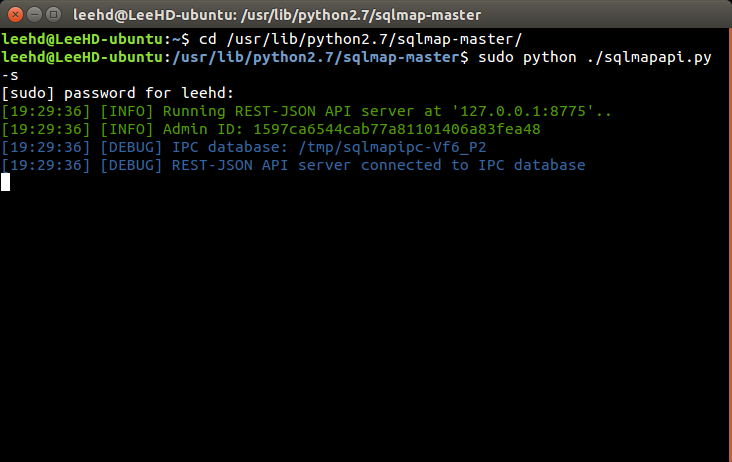 leehd@LeeHD-ubuntu: /usr/lib/python2.7/sqlmap-master
leehd@LeeHD-ubuntu:~$ cd /usr/lib/python2.7/sqlmap-master/
leehd@LeeHD-ubuntu:/usr/lib/python2.7/sqlmap-master$ sudo python ./sqlmapapi.py
-s
[sudo] password for leehd:
[19:29:36] [INFO] Running REST-JSON API server at '127.0.0.1:8775'..
[19:29:36] [INFO] Admin ID: 1597ca6544cab77a81101406a83fea48
[19:29:36] [DEBUG] IPC database: /tmp/sqlmapipc-Vf6_P2
[19:29:36] [DEBUG] REST-JSON API server connected to IPC database